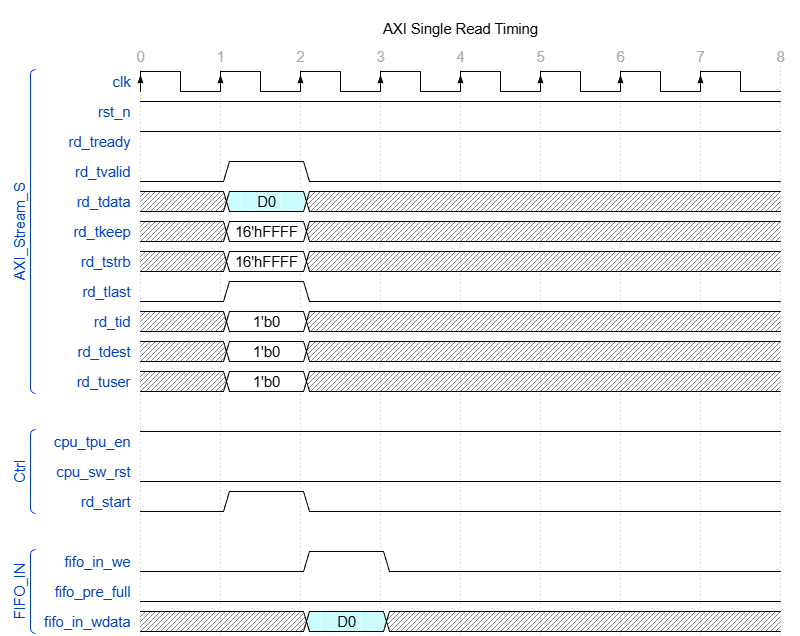 AXI Single Read Timing
0 1 2 3 4 5 6 7 8
AXI_Stream_S
clk
rst_n
rd_tready
rd_tvalid
rd_tdata D0
rd_tkeep 16'hFFFF
rd_tstrb 16'hFFFF
rd_tlast
rd_tid 1'b0
rd_tdest 1'b0
rd_tuser 1'b0
Ctrl
cpu_tpu_en
cpu_sw_rst
rd_start
FIFO_IN
fifo_in_we
fifo_pre_full
fifo_in_wdata D0